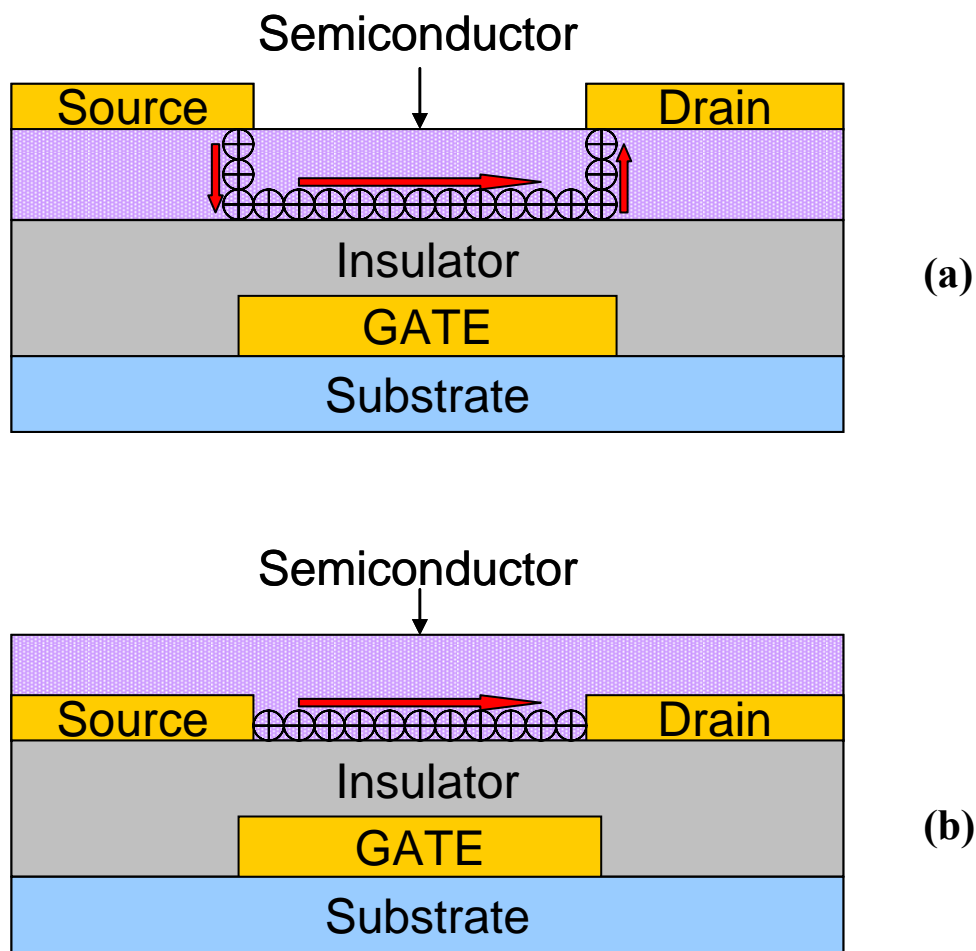 Semiconductor
Source
Drain
Insulator
(a)
GATE
Substrate
Semiconductor
Source
Drain
Insulator
(b)
GATE
Substrate